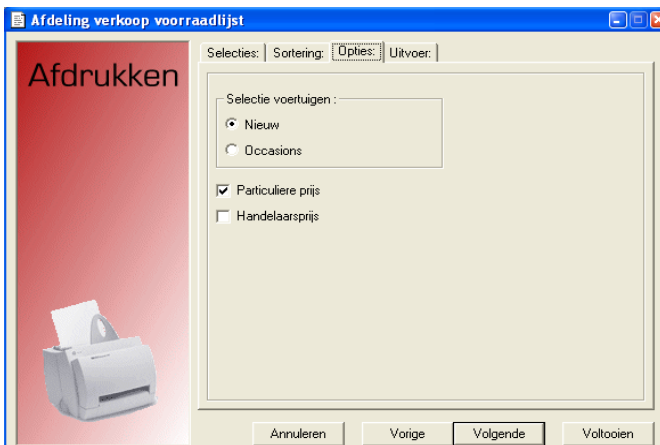 Afdeling verkoop voorraadlijst
Afdrukken
Selecties: Sortering: Opties: Uitvoer:
Selectie voertuigen :
Nieuw
Occasions
Particuliere prijs
Handelaarsprijs
Annuleren Vorige Volgende Voltooien